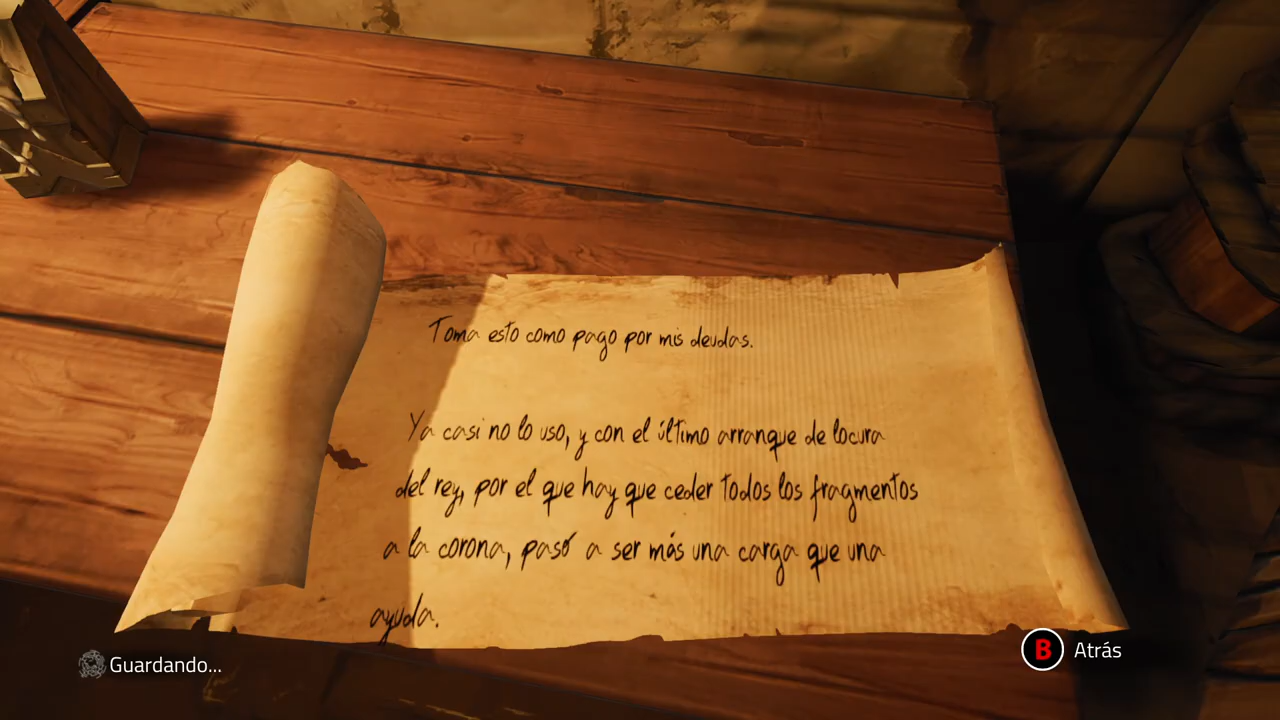 Toma esto como pago por mis deudas.
Ya casi no lo uso, y con el último arranque de locura
del rey, por el que hay que ceder todos los fragmentos
a la corona, pasó a ser más una carga que una
ayuda.
Guardando...
B Atrás